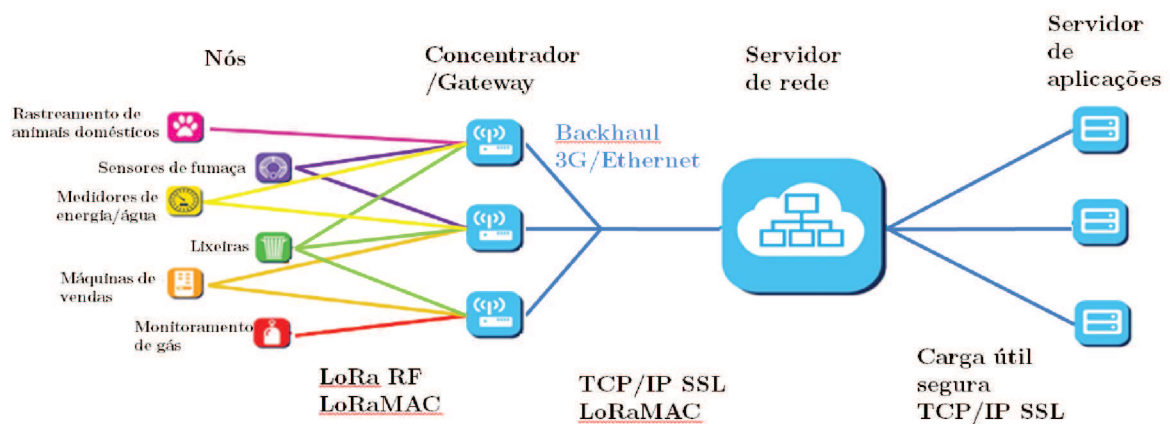 Nós
Concentrador
/Gateway
Servidor
de rede
Servidor
de
aplicações
Rastreamento de
animais domésticos
Sensores de fumaça
Medidores de
energia/água
Lixeiras
Máquinas de
vendas
Monitoramento
de gás
Backhaul
3G/Ethernet
LoRa RF
LoRaMAC
TCP/IP SSL
LoRaMAC
Carga útil
segura
TCP/IP SSL